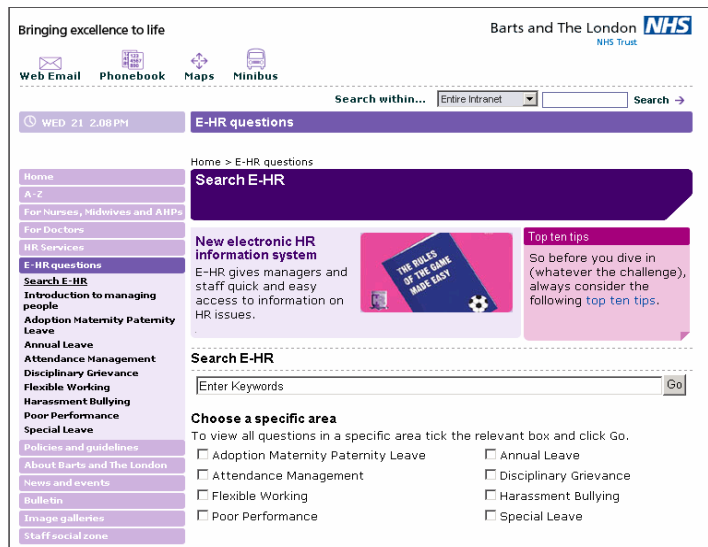 Bringing excellence to life
Barts and The London NHS
NHS Trust
Web Email Phonebook Maps Minibus
Search within... Entire Intranet Search
WED 21 2.08 PM
E-HR questions
Home > E-HR questions
Home
A-Z
For Nurses, Midwives and AHPs
For Doctors
HR Services
E-HR questions
Search E-HR
Introduction to managing
people
Adoption Maternity Paternity
Leave
Annual Leave
Attendance Management
Disciplinary Grievance
Flexible Working
Harassment Bullying
Poor Performance
Special Leave
Policies and guidelines
About Barts and The London
News and events
Bulletin
Image galleries
Staff social zone
Search E-HR
New electronic HR
information system
E-HR gives managers and
staff quick and easy
access to information on
HR issues.
THE RULES
OF THE GAME
MADE EASY
Top ten tips
So before you dive in
(whatever the challenge),
always consider the
following top ten tips.
Search E-HR
Enter Keywords Go
Choose a specific area
To view all questions in a specific area tick the relevant box and click Go.
Adoption Maternity Paternity Leave Annual Leave
Attendance Management Disciplinary Grievance
Flexible Working Harassment Bullying
Poor Performance Special Leave